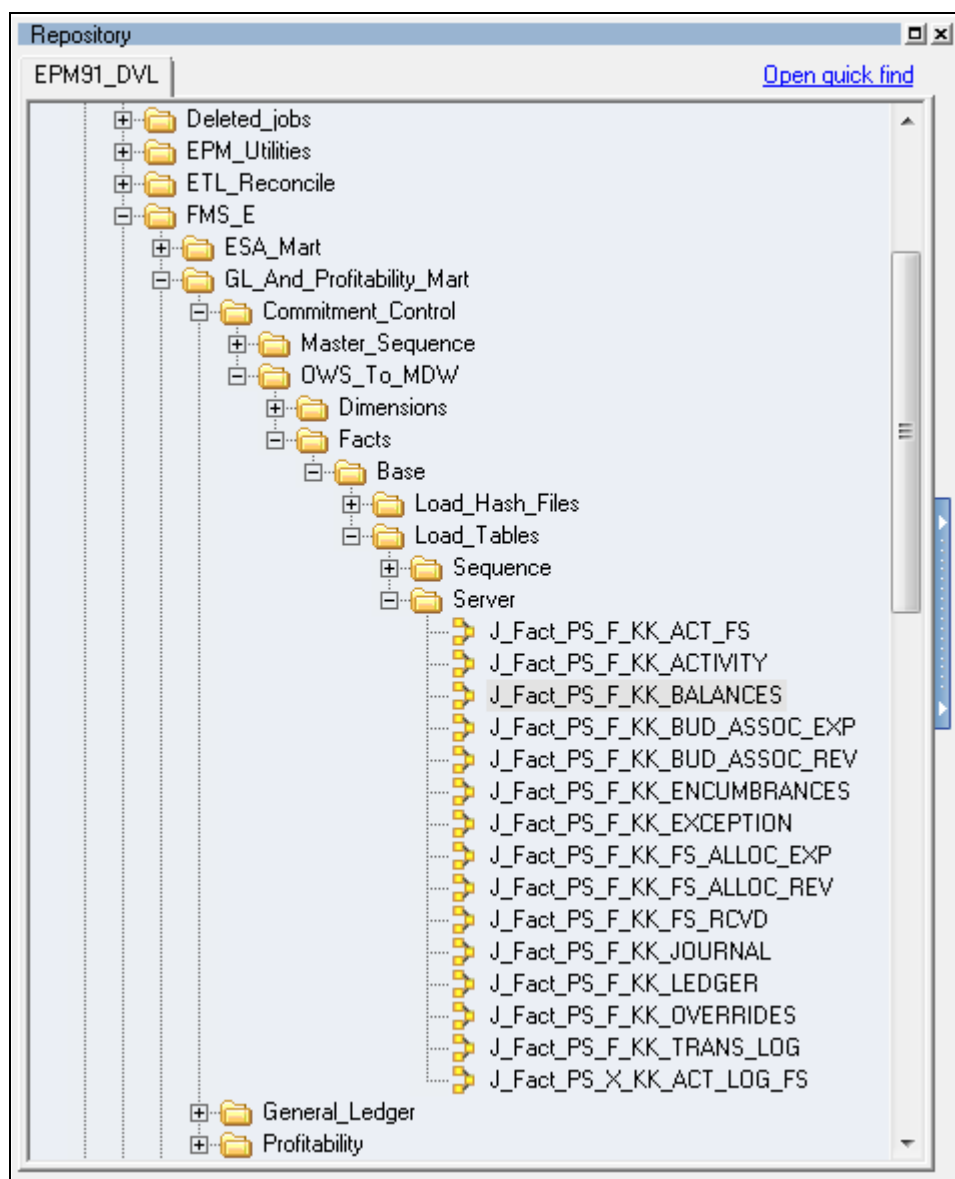 Repository
EPM91_DVL
Open quick find
Deleted_jobs
EPM_Utilities
ETL_Reconcile
FMS_E
ESA_Mart
GL_And_Profitability_Mart
Commitment_Control
Master_Sequence
OWS_To_MDW
Dimensions
Facts
Base
Load_Hash_Files
Load_Tables
Sequence
Server
J_Fact_PS_F_KK_ACT_FS
J_Fact_PS_F_KK_ACTIVITY
J_Fact_PS_F_KK_BALANCES
J_Fact_PS_F_KK_BUD_ASSOC_EXP
J_Fact_PS_F_KK_BUD_ASSOC_REV
J_Fact_PS_F_KK_ENCUMBRANCES
J_Fact_PS_F_KK_EXCEPTION
J_Fact_PS_F_KK_FS_ALLOC_EXP
J_Fact_PS_F_KK_FS_ALLOC_REV
J_Fact_PS_F_KK_FS_RCVD
J_Fact_PS_F_KK_JOURNAL
J_Fact_PS_F_KK_LEDGER
J_Fact_PS_F_KK_OVERRIDES
J_Fact_PS_F_KK_TRANS_LOG
J_Fact_PS_X_KK_ACT_LOG_FS
General_Ledger
Profitability